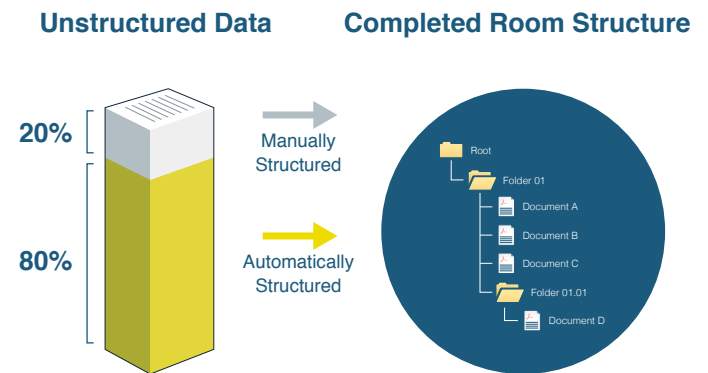 Unstructured Data
Completed Room Structure
20%
Manually
Structured
80%
Automatically
Structured
Root
Folder 01
Document A
Document B
Document C
Folder 01.01
Document D